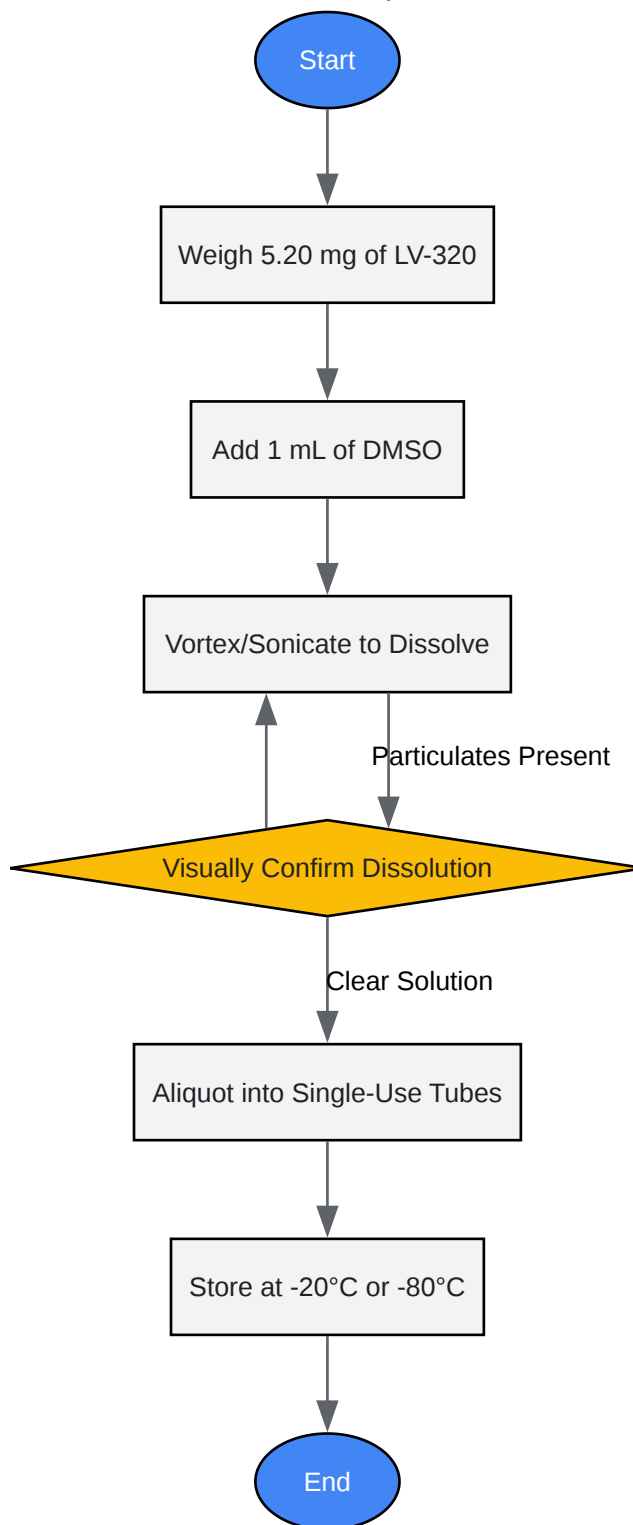 Start
Weigh 5.20 mg of LV-320
Add 1 mL of DMSO
Vortex/Sonicate to Dissolve
Particulates Present
Visually Confirm Dissolution
Clear Solution
Aliquot into Single-Use Tubes
Store at -20°C or -80°C
End